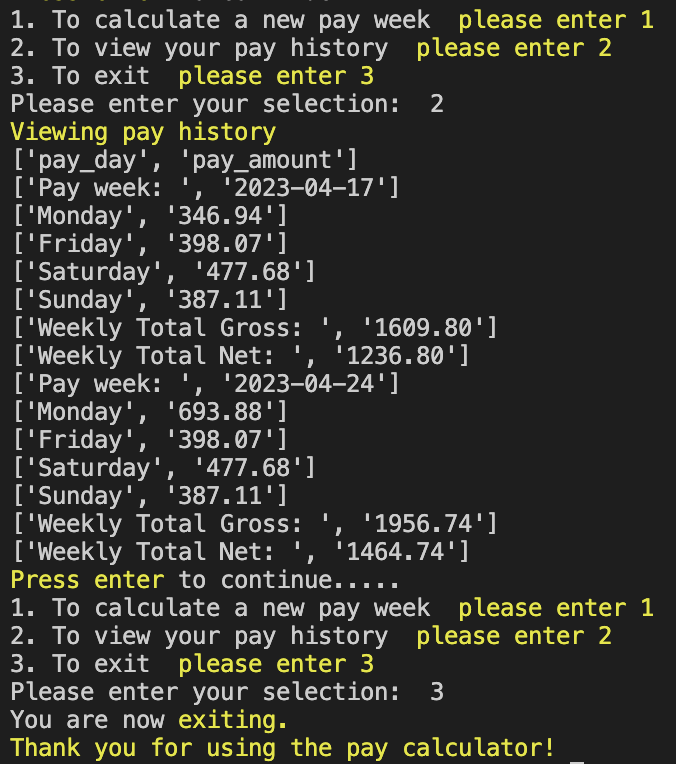 1. To calculate a new pay week  please enter 1
2. To view your pay history  please enter 2
3. To exit  please enter 3
Please enter your selection:  2
Viewing pay history
['pay_day', 'pay_amount']
['Pay week: ', '2023-04-17']
['Monday', '346.94']
['Friday', '398.07']
['Saturday', '477.68']
['Sunday', '387.11']
['Weekly Total Gross: ', '1609.80']
['Weekly Total Net: ', '1236.80']
['Pay week: ', '2023-04-24']
['Monday', '693.88']
['Friday', '398.07']
['Saturday', '477.68']
['Sunday', '387.11']
['Weekly Total Gross: ', '1956.74']
['Weekly Total Net: ', '1464.74']
Press enter to continue.....
1. To calculate a new pay week  please enter 1
2. To view your pay history  please enter 2
3. To exit  please enter 3
Please enter your selection:  3
You are now exiting.
Thank you for using the pay calculator!